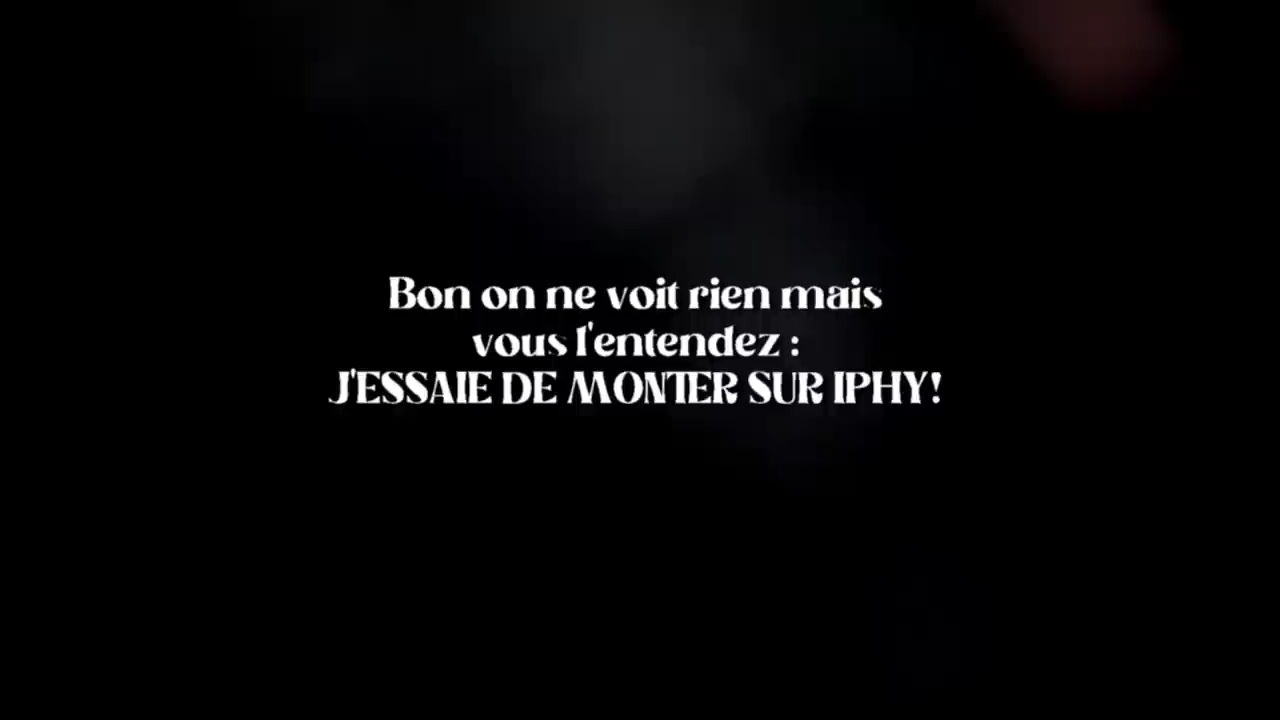 Bon on ne voit rien mais
vous l'entendez :
J'ESSAIE DE MONTER SUR IPHY!